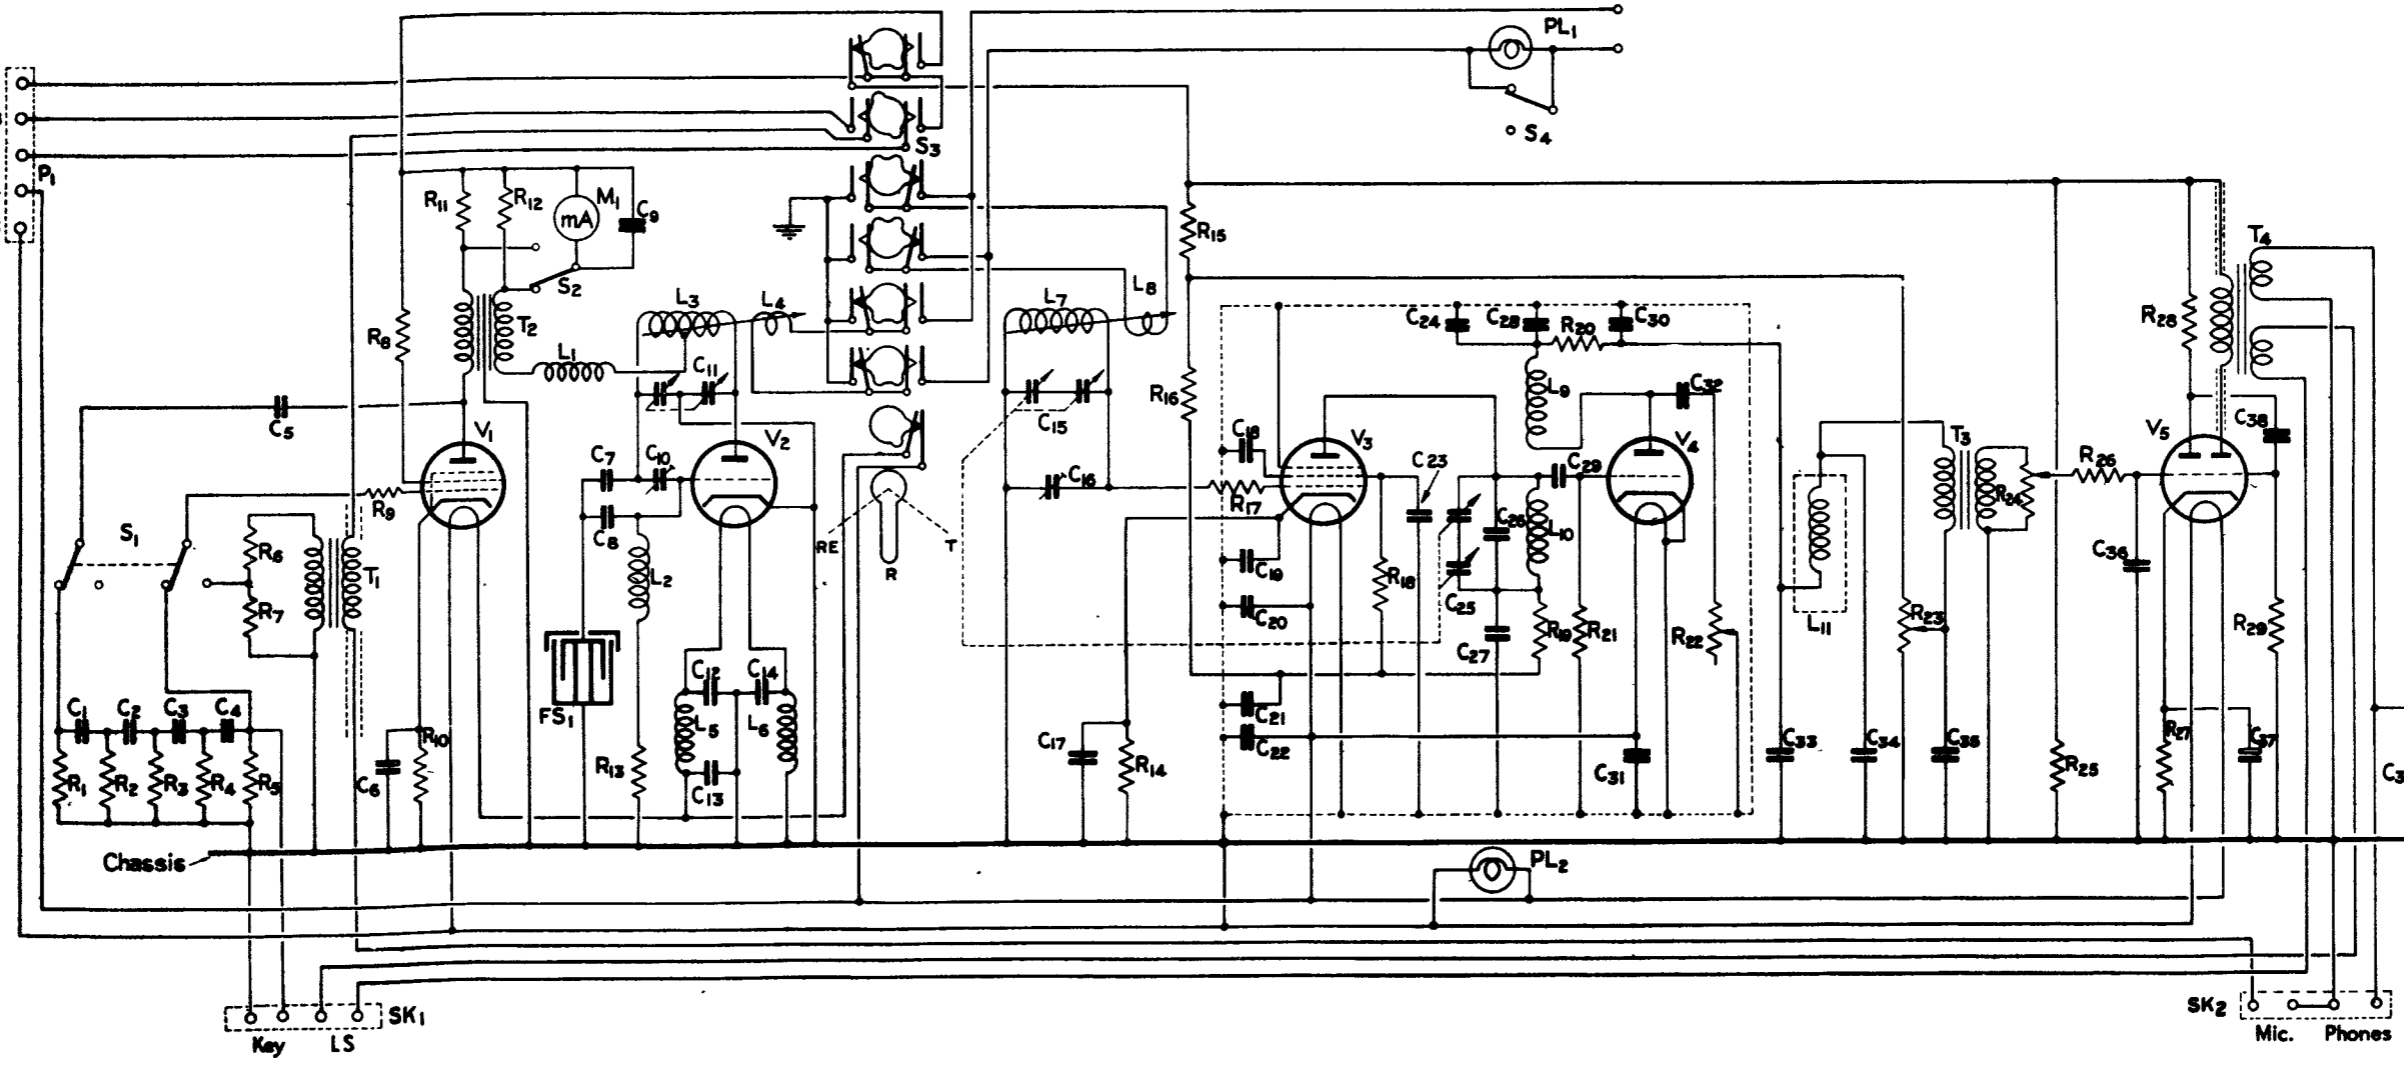 PL₁
S₄
P₁
S₃
R₁₁
R₁₂
M₁
mA
C₉
S₂
R₈
T₂
L₁
L₃
L₄
C₁₁
L₇
L₈
C₁₅
C₁₆
R₁₅
R₁₆
C₂₄
C₂₈
R₂₀
C₃₀
L₉
C₃₂
T₄
R₂₈
C₃₈
C₅
V₁
C₇
C₁₀
V₂
C₈
R₉
S₁
R₆
R₇
T₁
L₂
RE
R
T
C₁₈
V₃
R₁₇
C₂₃
C₂₉
V₄
C₂₆
L₁₀
C₁₉
C₂₀
R₁₈
C₂₅
C₂₇
R₁₉
R₂₁
R₂₂
L₁₁
T₃
R₂₄
R₂₆
V₅
C₃₆
R₂₃
R₂₉
FS₁
C₁₂
C₁₄
L₅
L₆
C₁₃
R₁₃
C₁
C₂
C₃
C₄
R₁
R₂
R₃
R₄
R₅
C₆
R₁₀
C₁₇
R₁₄
C₂₁
C₂₂
C₃₁
C₃₃
C₃₄
C₃₅
R₂₅
R₂₇
C₃₇
C₃
Chassis
PL₂
SK₁
Key LS
SK₂
Mic. Phones